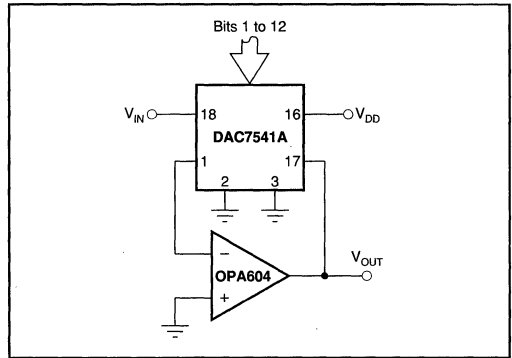 Bits 1 to 12
V_IN 18 16 V_DD
DAC7541A
1 17
2 3
V_OUT
−
OPA604
+